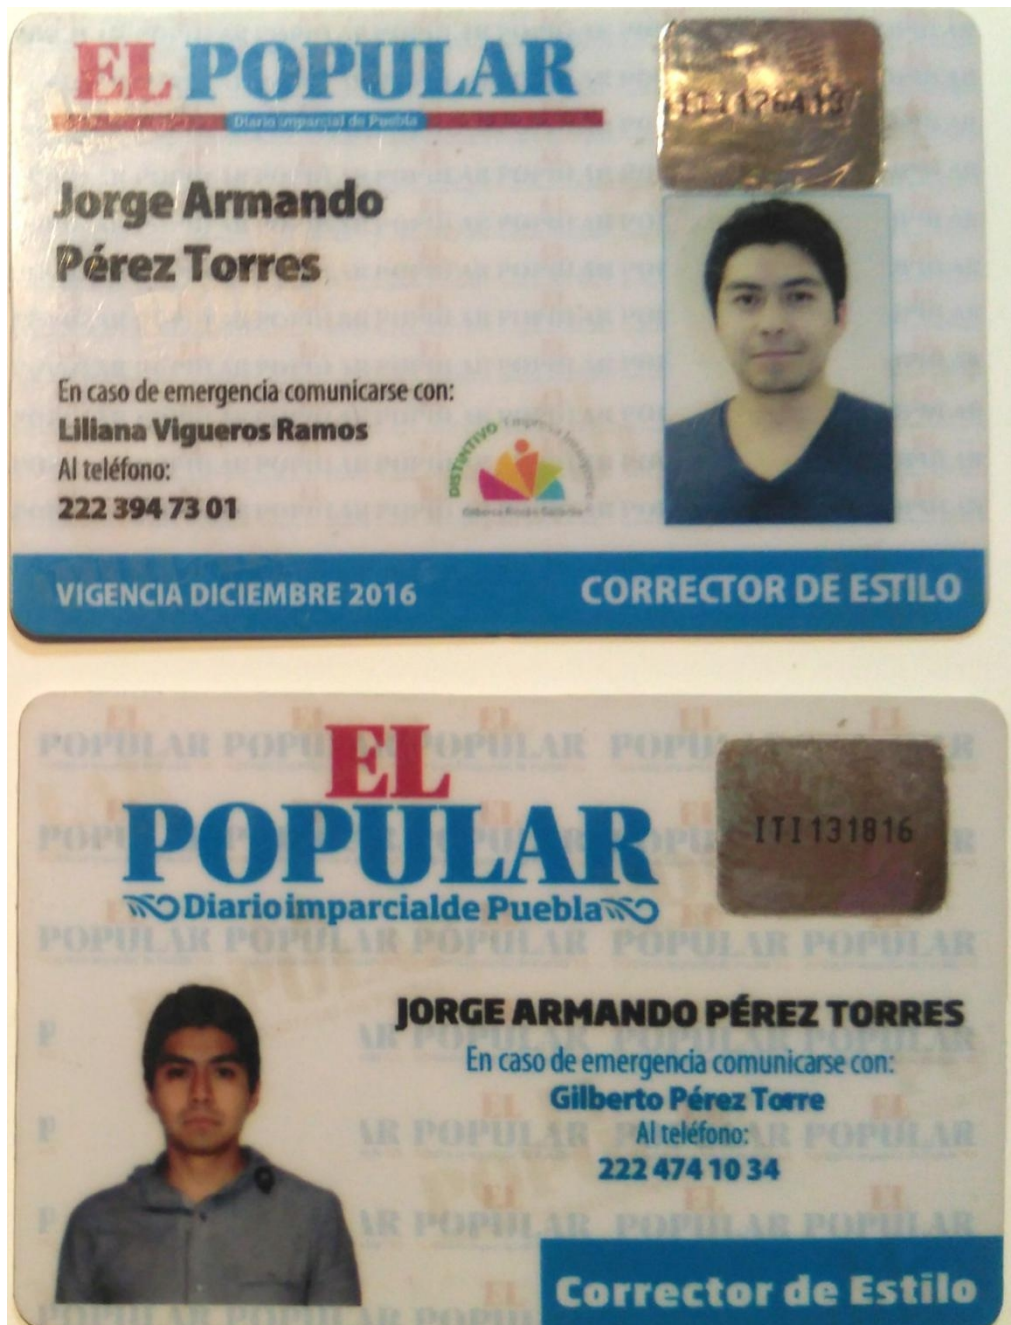 EL POPULAR
Diario imparcial de Puebla
Jorge Armando
Pérez Torres
En caso de emergencia comunicarse con:
Liliana Vigueros Ramos
Al teléfono:
222 394 73 01
DISTINTIVO
VIGENCIA DICIEMBRE 2016
CORRECTOR DE ESTILO
EL
POPULAR
Diario imparcial de Puebla
ITI131816
JORGE ARMANDO PÉREZ TORRES
En caso de emergencia comunicarse con:
Gilberto Pérez Torre
Al teléfono:
222 474 10 34
Corrector de Estilo